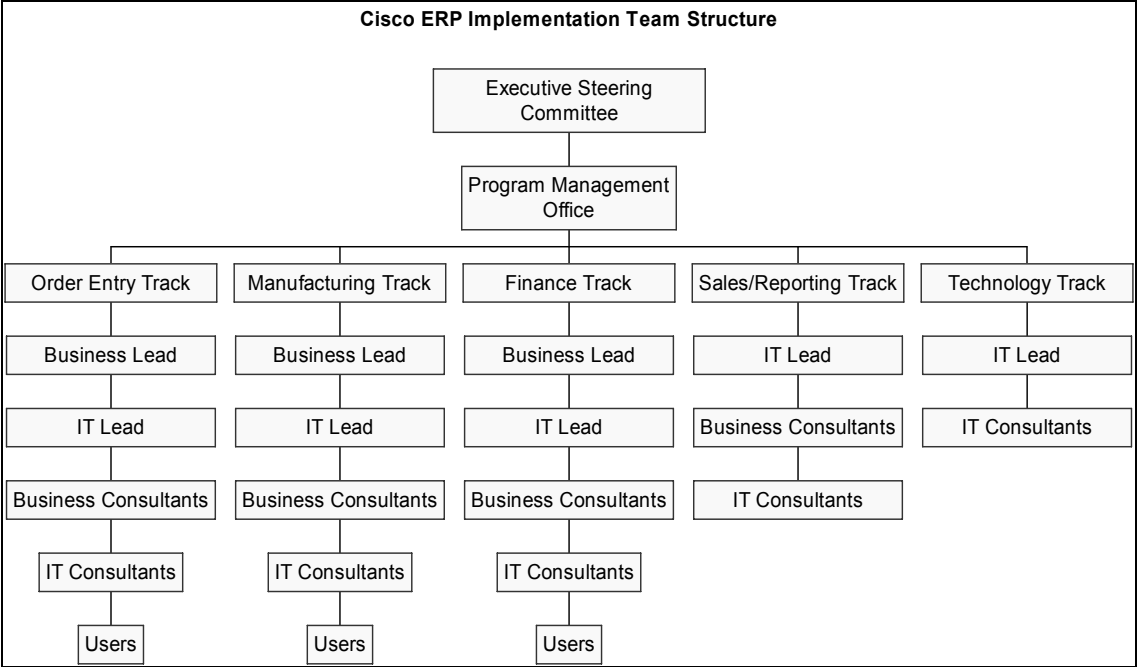 Cisco ERP Implementation Team Structure
Executive Steering
Committee
Program Management
Office
Order Entry Track
Manufacturing Track
Finance Track
Sales/Reporting Track
Technology Track
Business Lead
Business Lead
Business Lead
IT Lead
IT Lead
IT Lead
IT Lead
IT Lead
Business Consultants
IT Consultants
Business Consultants
Business Consultants
Business Consultants
IT Consultants
IT Consultants
IT Consultants
IT Consultants
Users
Users
Users